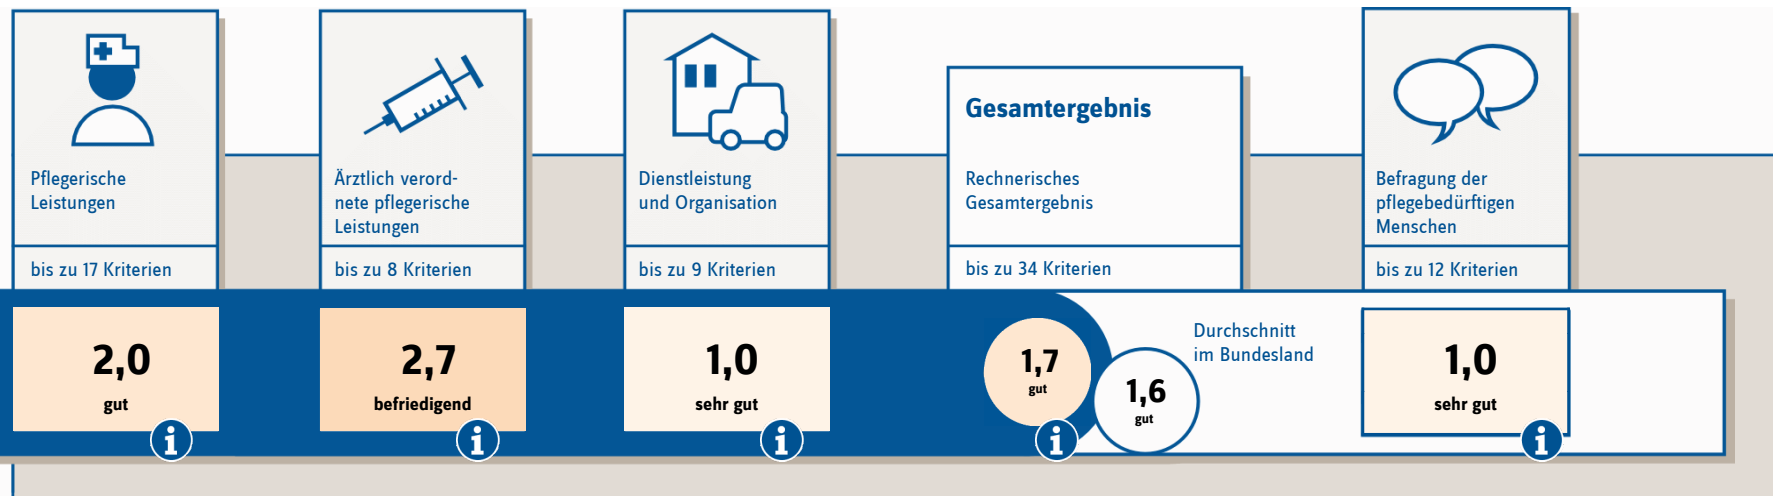 Pflegerische
Leistungen
bis zu 17 Kriterien
2,0
gut
i
Ärztlich verord-
nete pflegerische
Leistungen
bis zu 8 Kriterien
2,7
befriedigend
i
Dienstleistung
und Organisation
bis zu 9 Kriterien
1,0
sehr gut
i
Gesamtergebnis
Rechnerisches
Gesamtergebnis
bis zu 34 Kriterien
1,7
gut
i
Durchschnitt
im Bundesland
1,6
gut
Befragung der
pflegebedürftigen
Menschen
bis zu 12 Kriterien
1,0
sehr gut
i